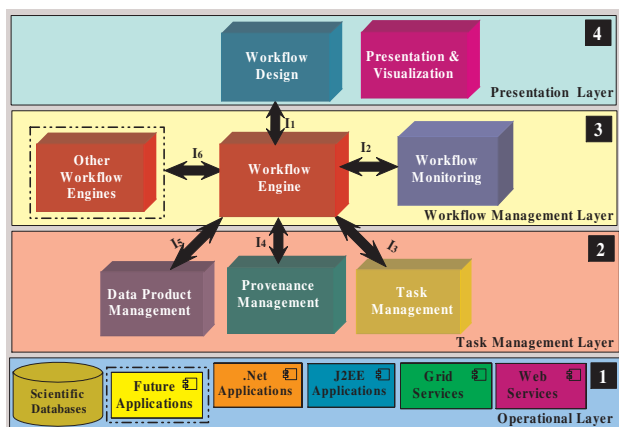 4
Workflow
Design
Presentation &
Visualization
Presentation Layer
I1
3
Other
Workflow
Engines
I6
Workflow
Engine
I2
Workflow
Monitoring
Workflow Management Layer
I5
I4
I3
2
Data Product
Management
Provenance
Management
Task
Management
Task Management Layer
1
Scientific
Databases
Future
Applications
.Net
Applications
J2EE
Applications
Grid
Services
Web
Services
Operational Layer